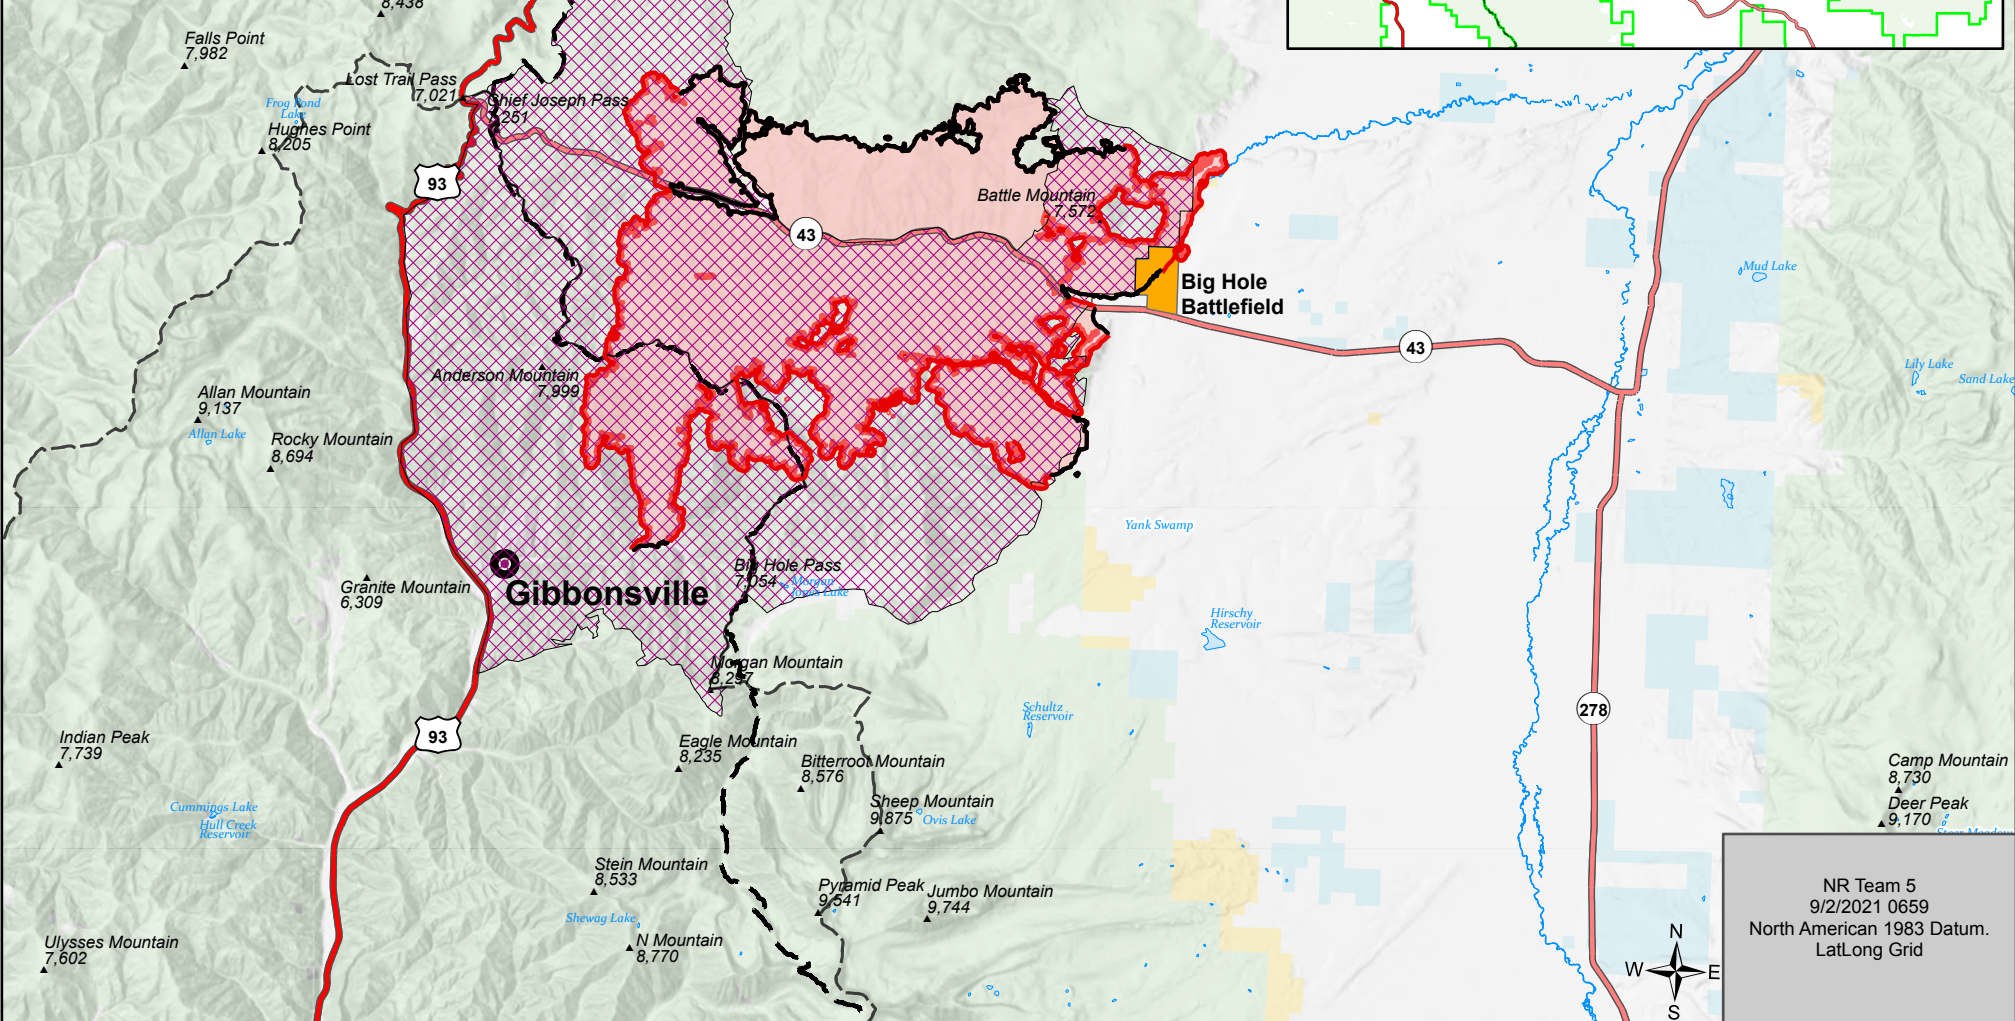 8,438
Falls Point
7,982
Lost Trail Pass
7,021
Chief Joseph Pass
7,251
Frog Pond
Lake
Hughes Point
8,205
93
Battle Mountain
7,572
43
Big Hole
Battlefield
Mud Lake
43
Lily Lake
Sand Lake
Anderson Mountain
7,999
Allan Mountain
9,137
Allan Lake
Rocky Mountain
8,694
Yank Swamp
Big Hole Pass
7,054
Morgan
Jones Lake
Gibbonsville
Granite Mountain
6,309
Hirschy
Reservoir
Morgan Mountain
8,297
Schultz
Reservoir
278
93
Indian Peak
7,739
Eagle Mountain
8,235
Bitterroot Mountain
8,576
Camp Mountain
8,730
Sheep Mountain
9,875
Ovis Lake
Deer Peak
9,170
Cummings Lake
Hull Creek
Reservoir
Stein Mountain
8,533
Pyramid Peak
9,541
Jumbo Mountain
9,744
Shewag Lake
N Mountain
8,770
Ulysses Mountain
7,602
NR Team 5
9/2/2021 0659
North American 1983 Datum.
LatLong Grid
N
W E
S